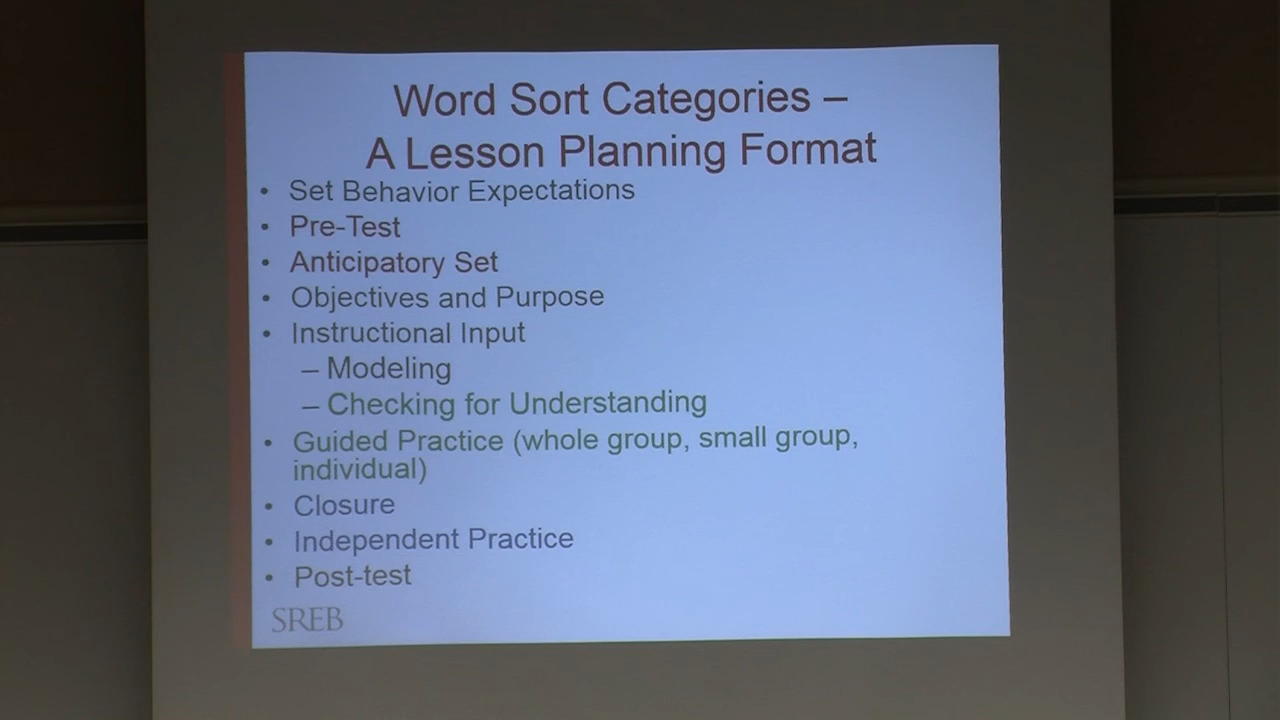 Word Sort Categories –
A Lesson Planning Format
• Set Behavior Expectations
• Pre-Test
• Anticipatory Set
• Objectives and Purpose
• Instructional Input
– Modeling
– Checking for Understanding
• Guided Practice (whole group, small group,
individual)
• Closure
• Independent Practice
• Post-test
SREB